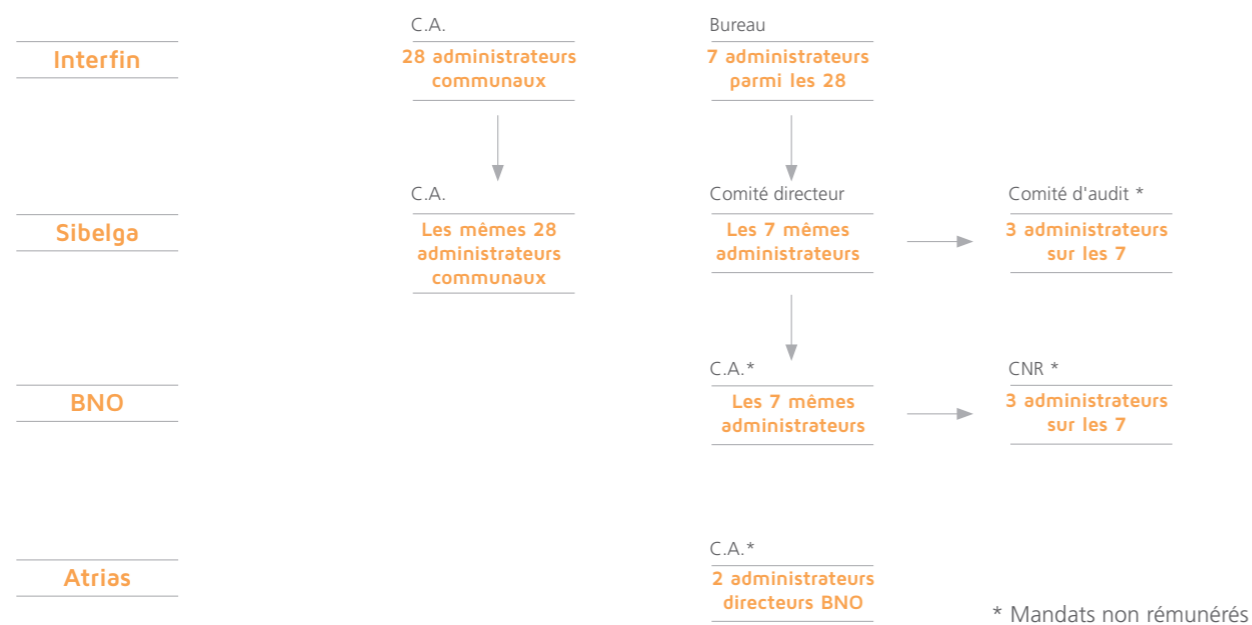 C.A.
Bureau
Interfin
28 administrateurs
communaux
7 administrateurs
parmi les 28
C.A.
Comité directeur
Comité d'audit *
Sibelga
Les mêmes 28
administrateurs
communaux
Les 7 mêmes
administrateurs
3 administrateurs
sur les 7
C.A.*
CNR *
BNO
Les 7 mêmes
administrateurs
3 administrateurs
sur les 7
C.A.*
Atrias
2 administrateurs
directeurs BNO
* Mandats non rémunérés